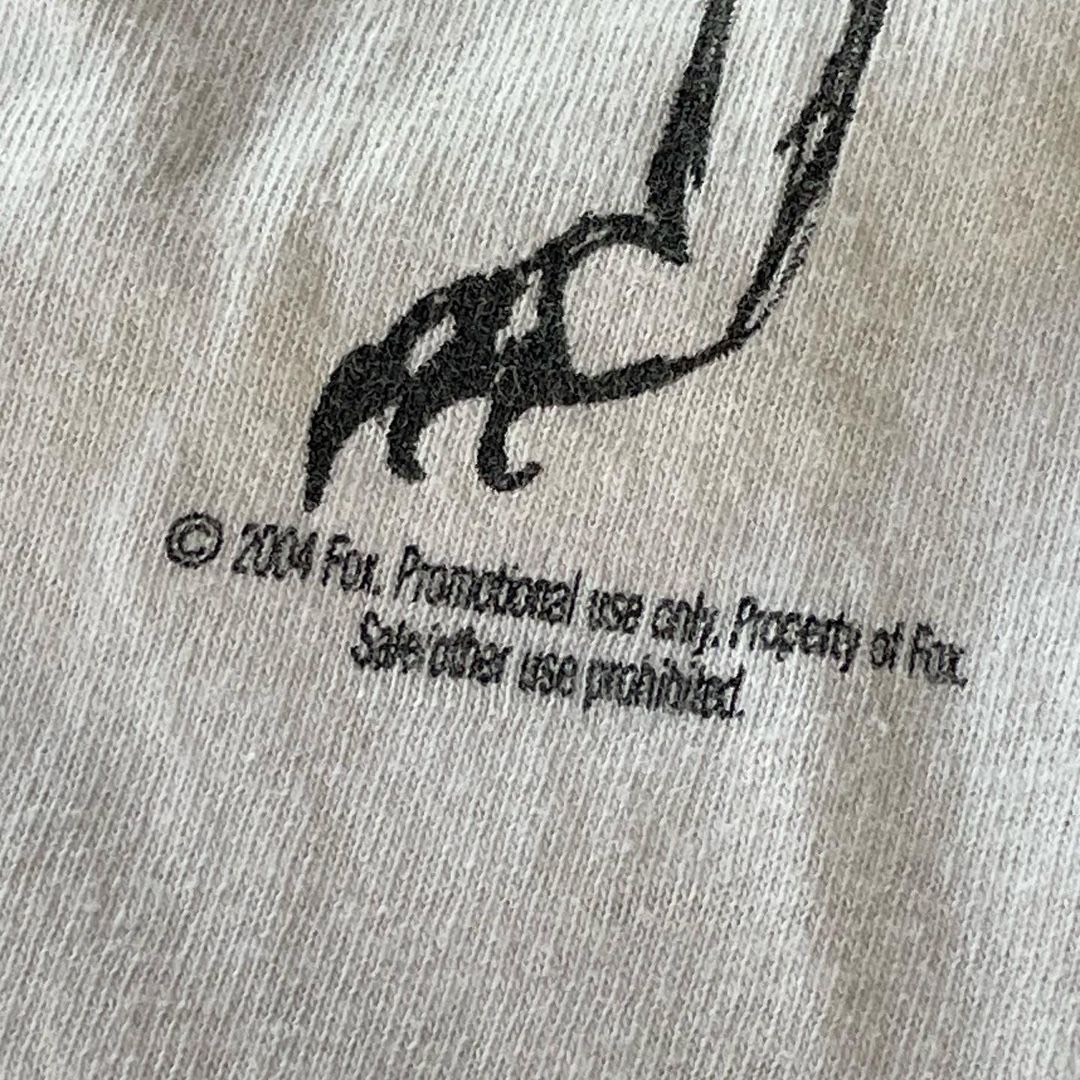 © 2004 Fox. Promotional use only. Property of Fox.
Sale/other use prohibited.